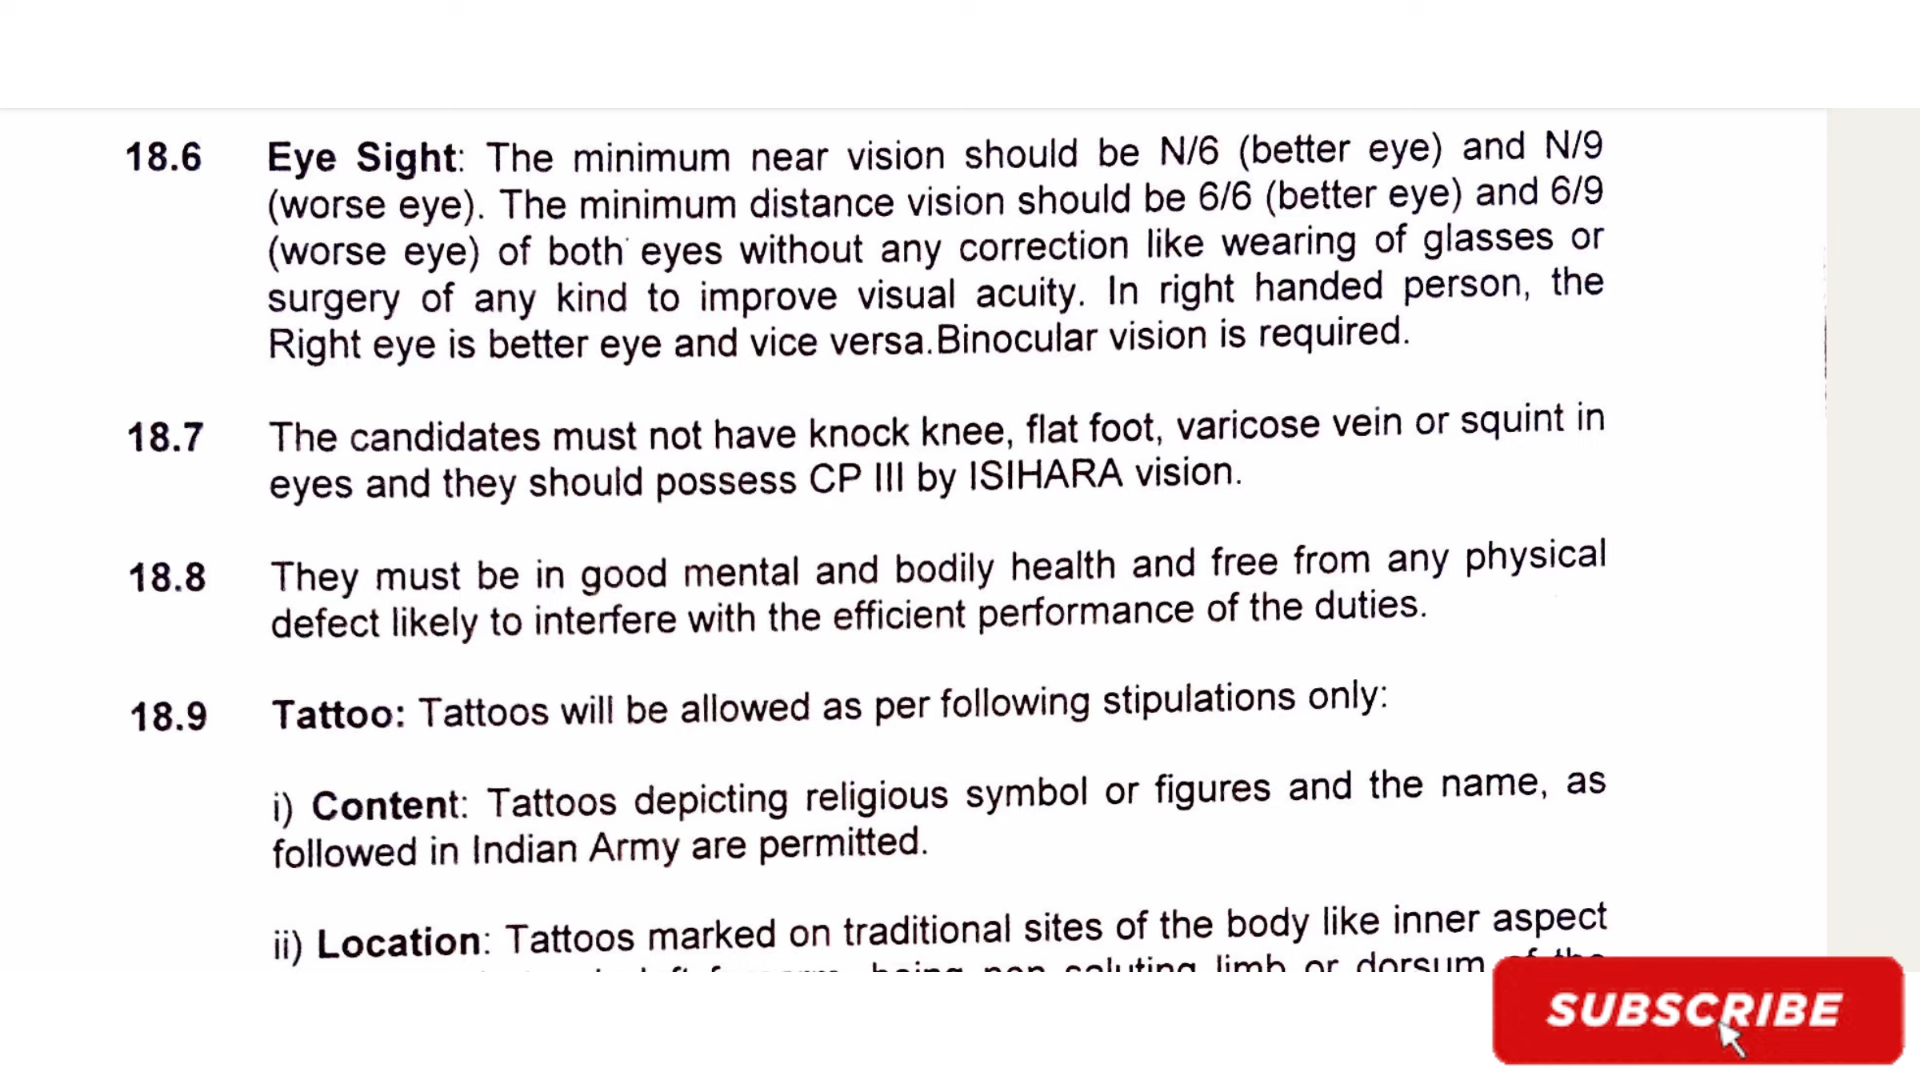 18.6 Eye Sight: The minimum near vision should be N/6 (better eye) and N/9
(worse eye). The minimum distance vision should be 6/6 (better eye) and 6/9
(worse eye) of both eyes without any correction like wearing of glasses or
surgery of any kind to improve visual acuity. In right handed person, the
Right eye is better eye and vice versa.Binocular vision is required.
18.7 The candidates must not have knock knee, flat foot, varicose vein or squint in
eyes and they should possess CP III by ISIHARA vision.
18.8 They must be in good mental and bodily health and free from any physical
defect likely to interfere with the efficient performance of the duties.
18.9 Tattoo: Tattoos will be allowed as per following stipulations only:
i) Content: Tattoos depicting religious symbol or figures and the name, as
followed in Indian Army are permitted.
ii) Location: Tattoos marked on traditional sites of the body like inner aspect
being non saluting limb or dorsum of the
SUBSCRIBE